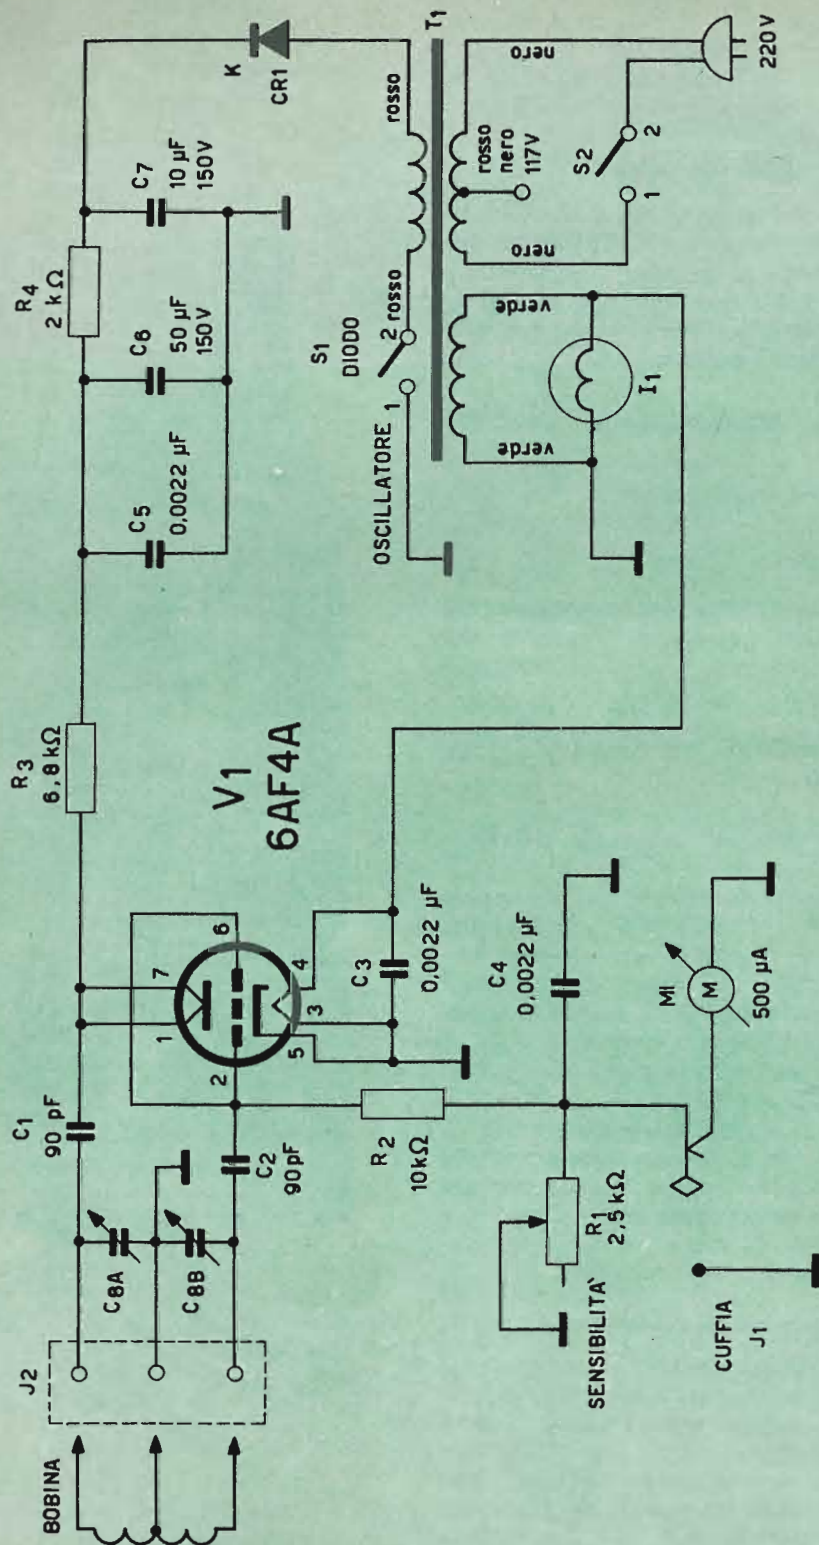 BOBINA
J2
C8A
C8B
C1
90 pF
C2
90 pF
1
7
2
6
5
3
4
V1
6AF4A
R3
6,8 kΩ
C5
0,0022 µF
C6
50 µF
150V
R4
2 kΩ
C7
10 µF
150V
K
CR1
R2
10kΩ
C3
0,0022 µF
C4
0,0022 µF
R1
2,5 kΩ
SENSIBILITÀ
CUFFIA
J1
M1
M
500 µA
OSCILLATORE
1
S1
DIODO
2
rosso
rosso
T1
verde
verde
I1
nero
rosso
nero
117V
nero
S2
1
2
220V